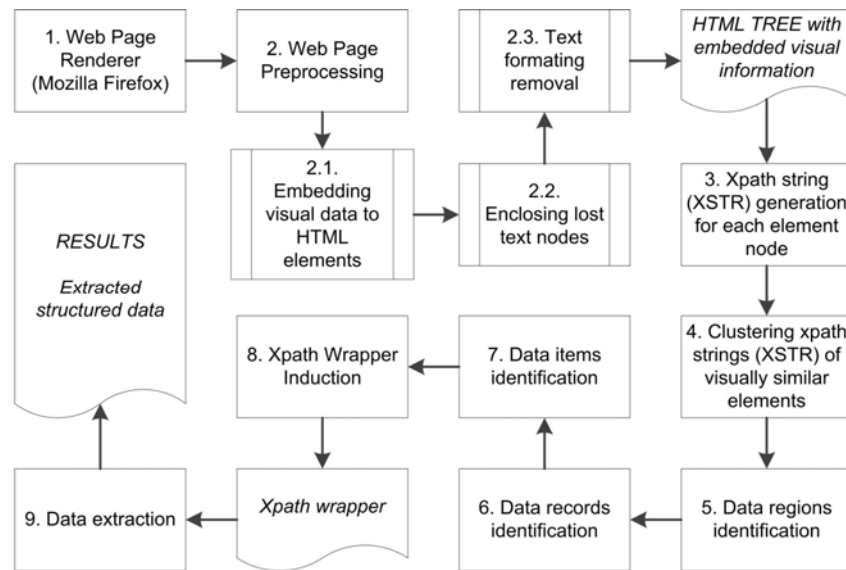 1. Web Page
Renderer
(Mozilla Firefox)
2. Web Page
Preprocessing
2.3. Text
formating
removal
HTML TREE with
embedded visual
information
2.1.
Embedding
visual data to
HTML
elements
2.2.
Enclosing lost
text nodes
3. Xpath string
(XSTR) generation
for each element
node
RESULTS
Extracted
structured data
8. Xpath Wrapper
Induction
7. Data items
identification
4. Clustering xpath
strings (XSTR) of
visually similar
elements
9. Data extraction
Xpath wrapper
6. Data records
identification
5. Data regions
identification